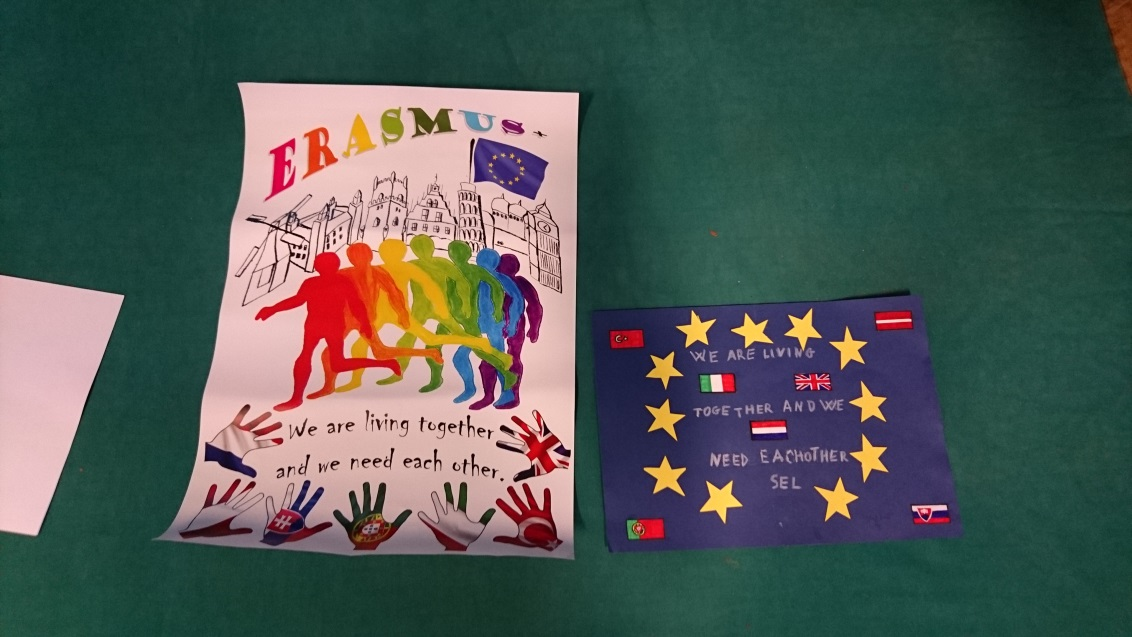 ERASMUS+
We are living together
and we need each other.
WE ARE LIVING
TOGETHER AND WE
NEED EACHOTHER
SEL